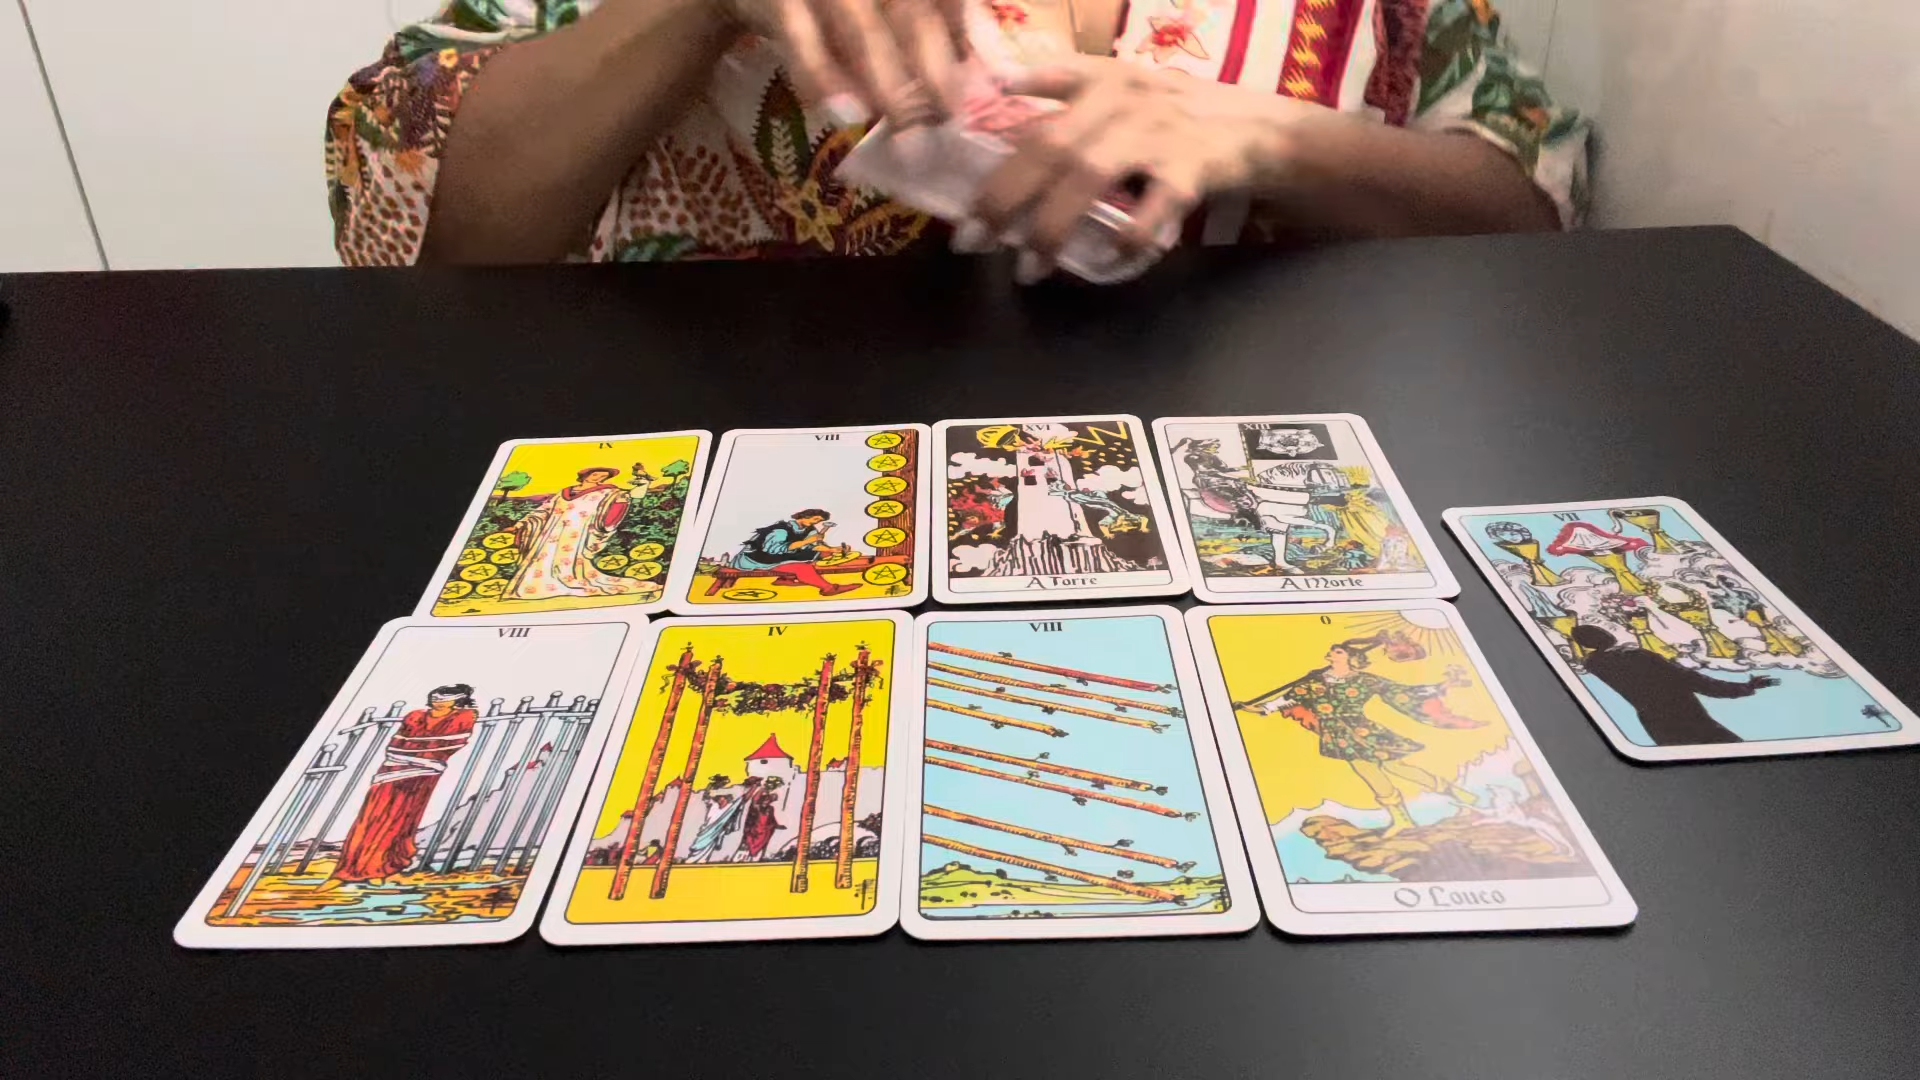 IX
VIII
XVI
A Torre
XIII
A Morte
VII
VIII
IV
VIII
0
O Louco